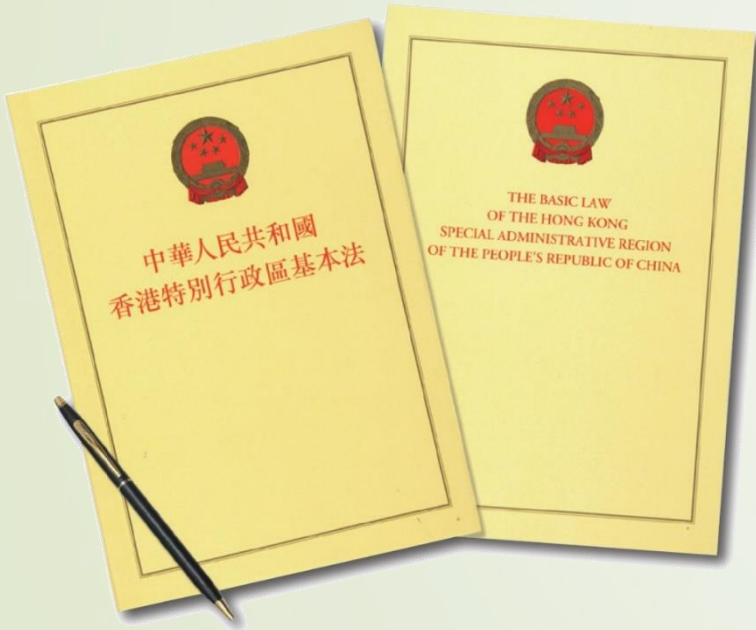 中華人民共和國
香港特別行政區基本法
THE BASIC LAW
OF THE HONG KONG
SPECIAL ADMINISTRATIVE REGION
OF THE PEOPLE'S REPUBLIC OF CHINA